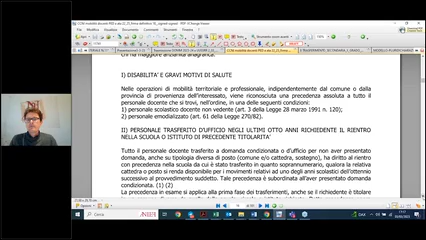 chi ha maggiore anzianità anagrafica.
I) DISABILITA' E GRAVI MOTIVI DI SALUTE
Nelle operazioni di mobilità territoriale e professionale, indipendentemente dal comune o dalla
provincia di provenienza dell'interessato, viene riconosciuta una precedenza assoluta a tutto il
personale docente che si trovi, nell'ordine, in una delle seguenti condizioni:
1) personale scolastico docente non vedente (art. 3 della Legge 28 marzo 1991 n. 120);
2) personale emodializzato (art. 61 della Legge 270/82).
II) PERSONALE TRASFERITO D'UFFICIO NEGLI ULTIMI OTTO ANNI RICHIEDENTE IL RIENTRO
NELLA SCUOLA O ISTITUTO DI PRECEDENTE TITOLARITA'
Tutto il personale docente trasferito a domanda condizionata o d'ufficio per non aver presentato
domanda, anche su tipologia diversa di posto (comune e/o cattedra, sostegno), ha diritto al rientro
con precedenza nella scuola da cui è stato trasferito in quanto soprannumerario, qualora la relativa
cattedra o posto si renda disponibile per i movimenti relativi ad uno degli anni scolastici dell'ottennio
successivo al provvedimento suddetto. Tale precedenza è subordinata all'aver presentato domanda
condizionata. (1) (2)
La precedenza in esame si applica alla prima fase dei trasferimenti, anche se il richiedente è titolare
17:17